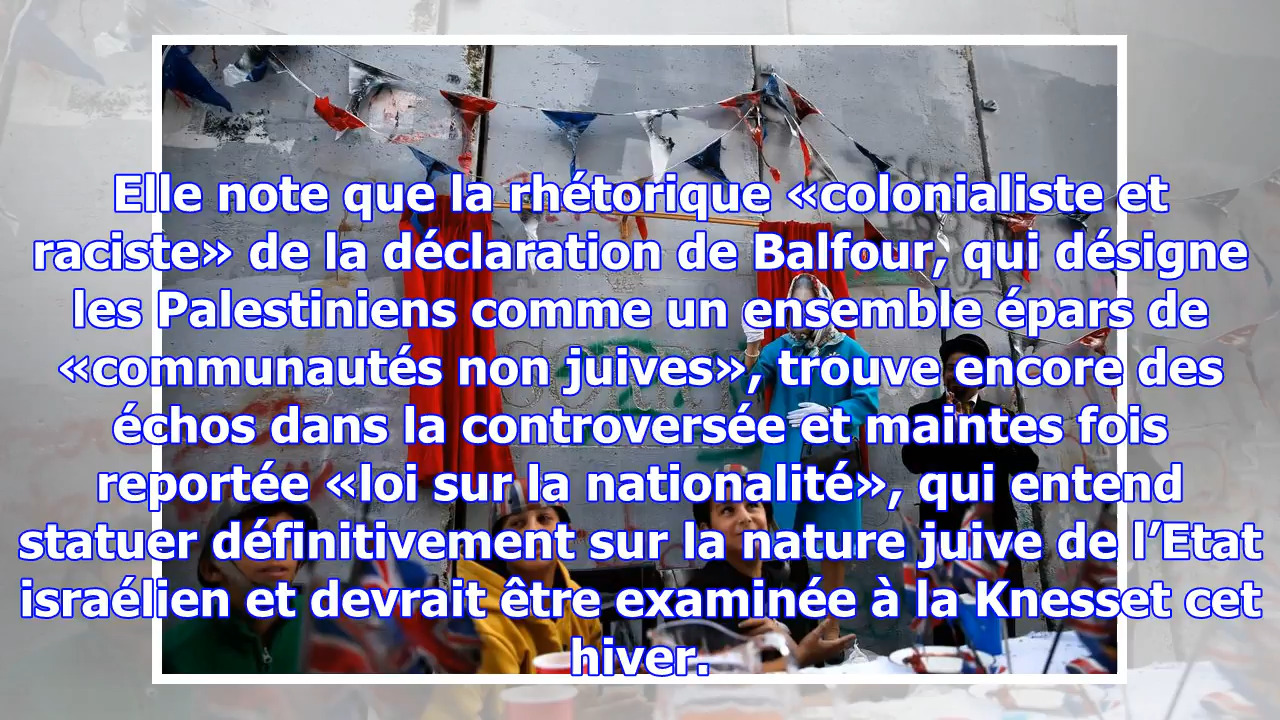 Elle note que la rhétorique «colonialiste et
raciste» de la déclaration de Balfour, qui désigne
les Palestiniens comme un ensemble épars de
«communautés non juives», trouve encore des
échos dans la controversée et maintes fois
reportée «loi sur la nationalité», qui entend
statuer définitivement sur la nature juive de l’Etat
israélien et devrait être examinée à la Knesset cet
hiver.